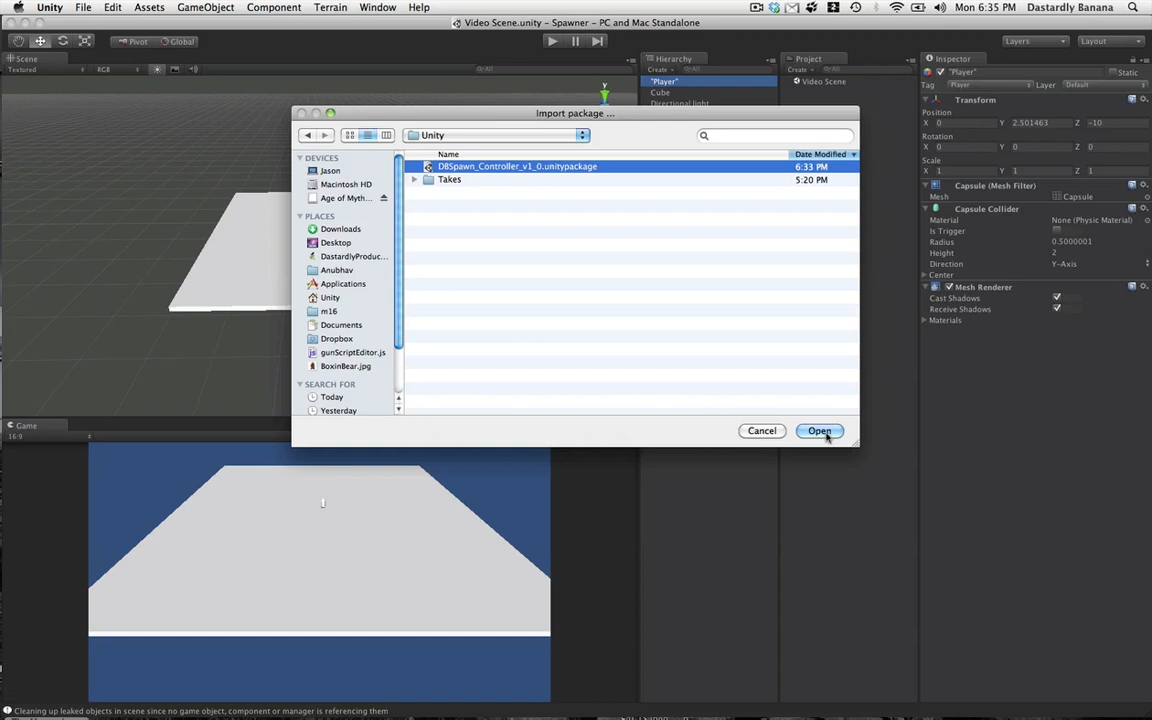 Unity File Edit Assets GameObject Component Terrain Window Help Mon 6:35 PM Dastardly Banana
Video Scene.unity - Spawner - PC and Mac Standalone
Pivot Global Layers Layout
Scene
Textured RGB All
Hierarchy
Create All
"Player"
Cube
Directional light
Project
Create All
Video Scene
Inspector
"Player" Static
Tag Player Layer Default
Transform
Position
X 0 Y 2.501463 Z -10
Rotation
X 0 Y 0 Z 0
Scale
X 1 Y 1 Z 1
Capsule (Mesh Filter)
Mesh Capsule
Capsule Collider
Material None (Physic Material)
Is Trigger
Radius 0.5000001
Height 2
Direction Y-Axis
Center
Mesh Renderer
Cast Shadows
Receive Shadows
Materials
y
Import package ...
Unity
Name Date Modified
DBSpawn_Controller_v1_0.unitypackage 6:33 PM
Takes 5:20 PM
DEVICES
Jason
Macintosh HD
Age of Myth...
PLACES
Downloads
Desktop
DastardlyProduc...
Anubhav
Applications
Unity
m16
Documents
Dropbox
gunScriptEditor.js
BoxinBear.jpg
SEARCH FOR
Today
Yesterday
Cancel Open
Game
16:9
Cleaning up leaked objects in scene since no game object, component or manager is referencing them